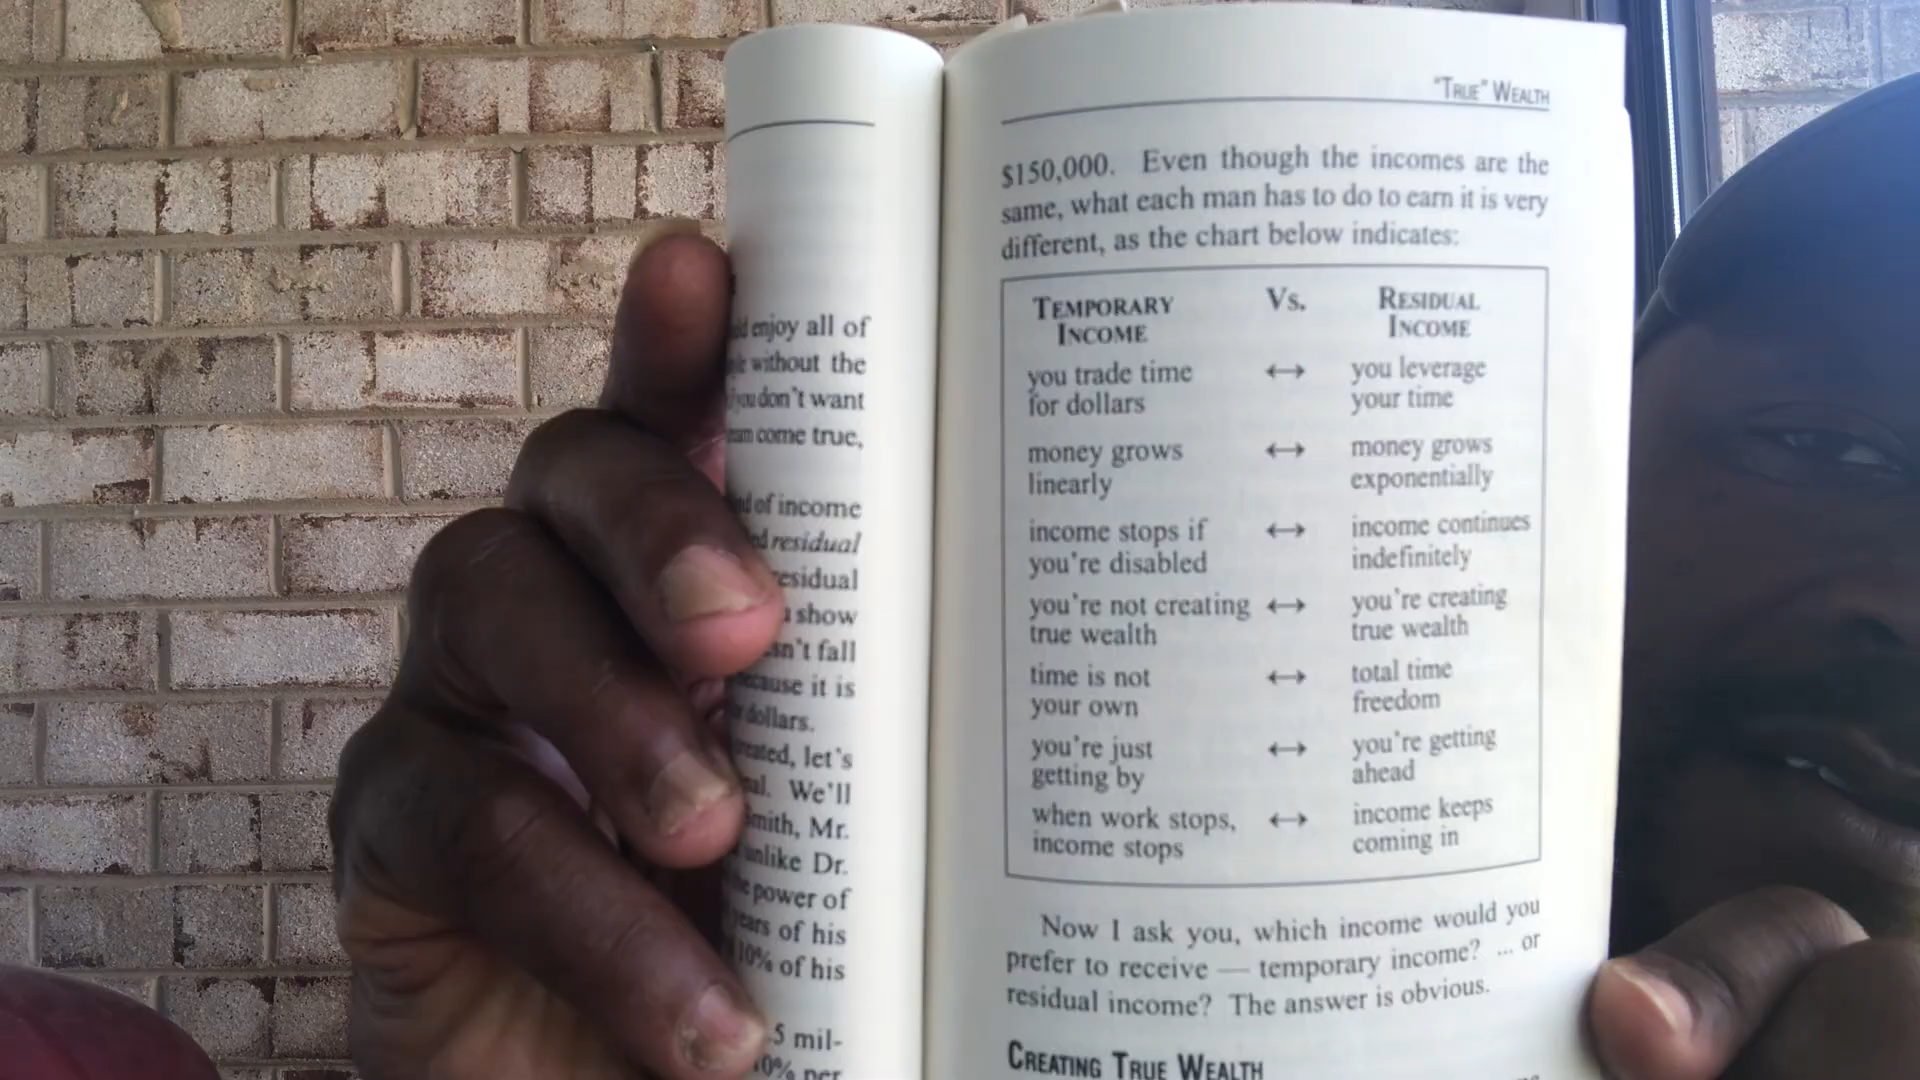 enjoy all of
without the
don't want
come true,
of income
residual
residual
show
fall
it is
dollars.
let's
We'll
Mr.
unlike Dr.
power of
years of his
10% of his
5 mil-
"TRUE" WEALTH
$150,000. Even though the incomes are the
same, what each man has to do to earn it is very
different, as the chart below indicates:
TEMPORARY Vs. RESIDUAL
INCOME INCOME
you trade time ↔ you leverage
for dollars your time
money grows ↔ money grows
linearly exponentially
income stops if ↔ income continues
you're disabled indefinitely
you're not creating ↔ you're creating
true wealth true wealth
time is not ↔ total time
your own freedom
you're just ↔ you're getting
getting by ahead
when work stops, ↔ income keeps
income stops coming in
Now I ask you, which income would you
prefer to receive — temporary income? ... or
residual income? The answer is obvious.
CREATING TRUE WEALTH